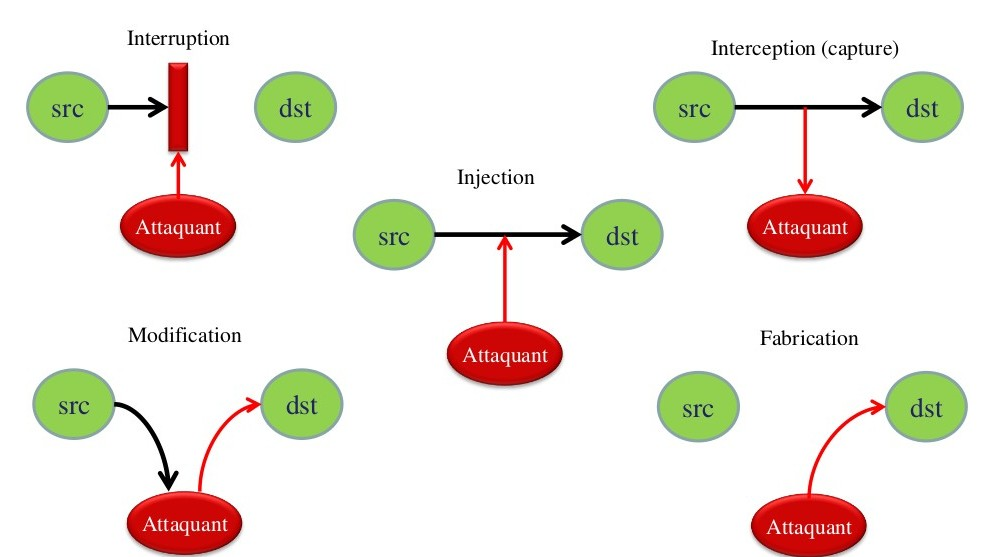 Interruption
src
dst
Attaquant
Interception (capture)
src
dst
Attaquant
Injection
src
dst
Attaquant
Modification
src
dst
Attaquant
Fabrication
src
dst
Attaquant